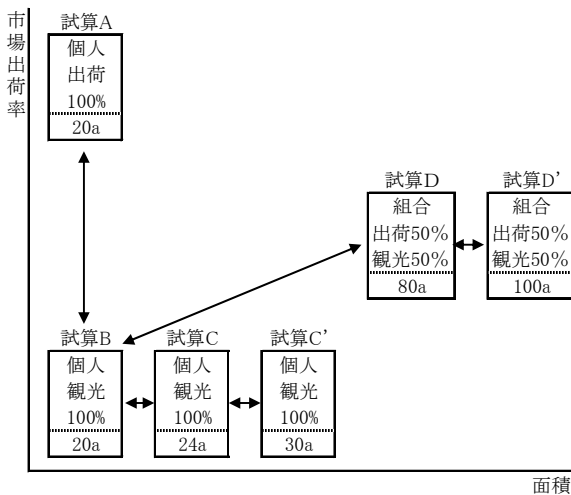 市場出荷率
試算A
個人
出荷
100%
20a
試算D
組合
出荷50%
観光50%
80a
試算D’
組合
出荷50%
観光50%
100a
試算B
個人
観光
100%
20a
試算C
個人
観光
100%
24a
試算C’
個人
観光
100%
30a
面積